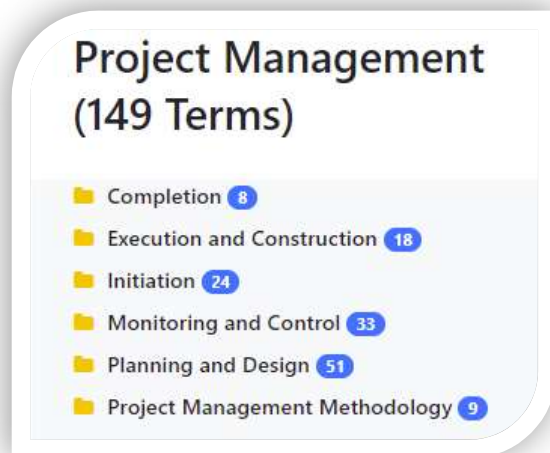 Project Management
(149 Terms)
Completion 8
Execution and Construction 18
Initiation 24
Monitoring and Control 33
Planning and Design 51
Project Management Methodology 9